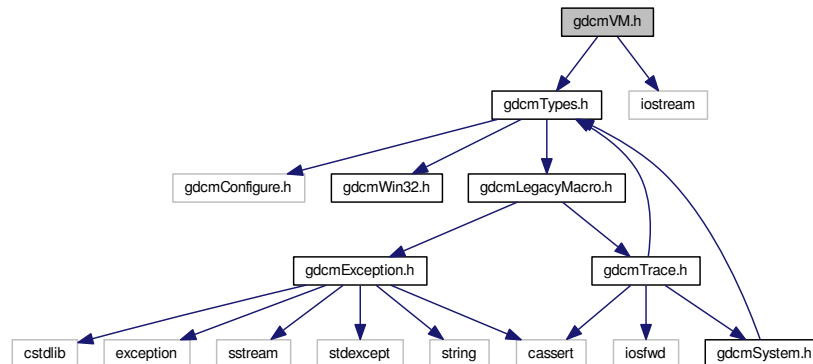 gdcmVM.h
gdcmTypes.h
iostream
gdcmConfigure.h
gdcmWin32.h
gdcmLegacyMacro.h
gdcmException.h
gdcmTrace.h
cstdlib
exception
sstream
stdexcept
string
cassert
iosfwd
gdcmSystem.h